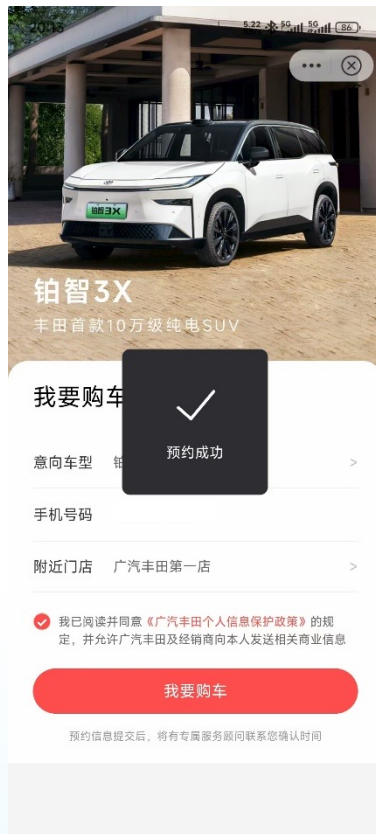 20:13 5.22 5G 5G 86
铂智3X
铂智3X
丰田首款10万级纯电SUV
我要购车
预约成功
意向车型 铂 >
手机号码
附近门店 广汽丰田第一店 >
我已阅读并同意《广汽丰田个人信息保护政策》的规
定，并允许广汽丰田及经销商向本人发送相关商业信息
我要购车
预约信息提交后，将有专属服务顾问联系您确认时间